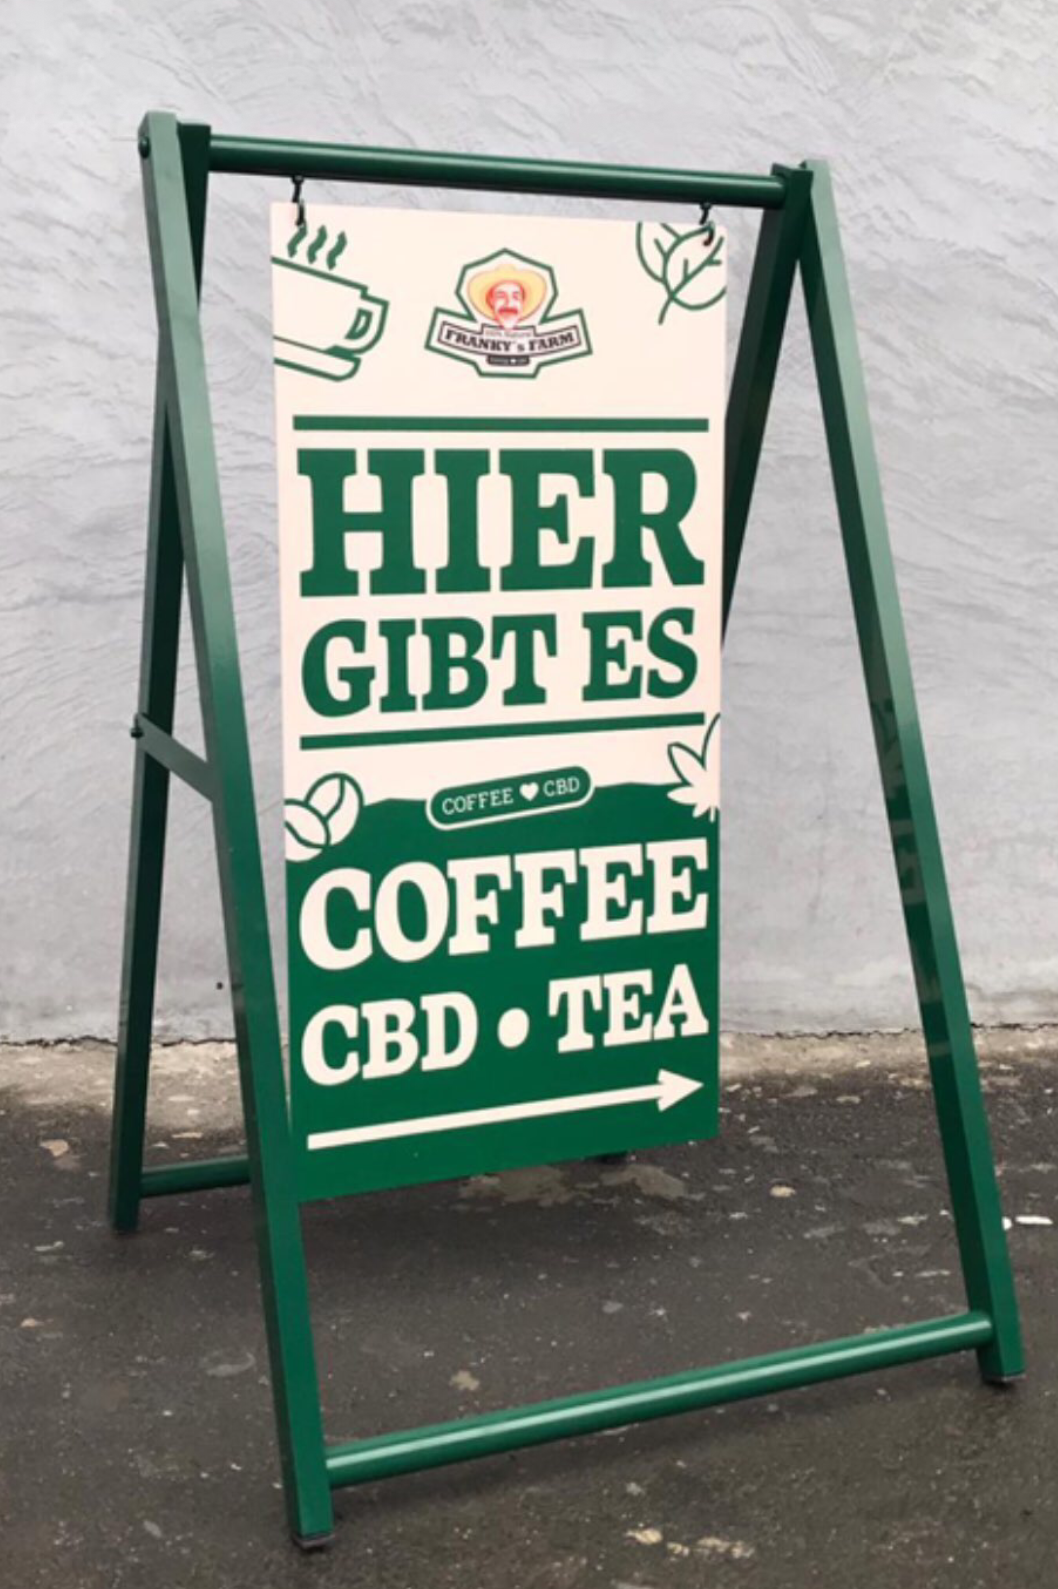 FRANKY's FARM
HIER
GIBT ES
COFFEE ♥ CBD
COFFEE
CBD • TEA